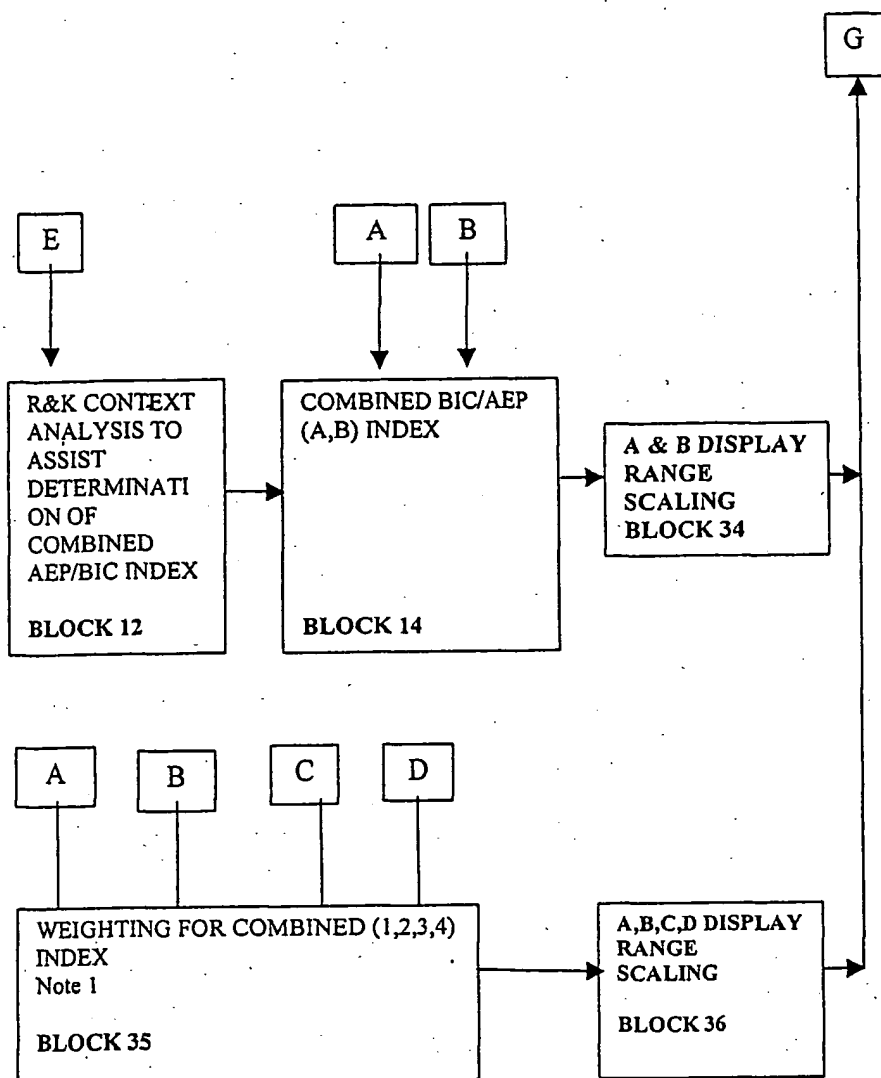 G
E
A
B
R&K CONTEXT
ANALYSIS TO
ASSIST
DETERMINATI
ON OF
COMBINED
AEP/BIC INDEX
BLOCK 12
COMBINED BIC/AEP
(A,B) INDEX
BLOCK 14
A & B DISPLAY
RANGE
SCALING
BLOCK 34
A
B
C
D
WEIGHTING FOR COMBINED (1,2,3,4)
INDEX
Note 1
BLOCK 35
A,B,C,D DISPLAY
RANGE
SCALING
BLOCK 36